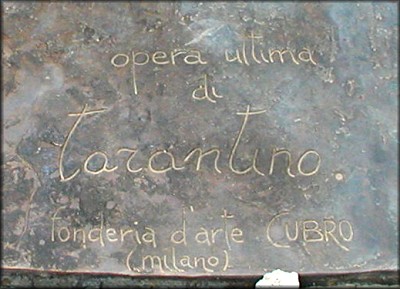 opera ultima
di
Tarantino.
fonderia d'arte CUBRO
(milano)